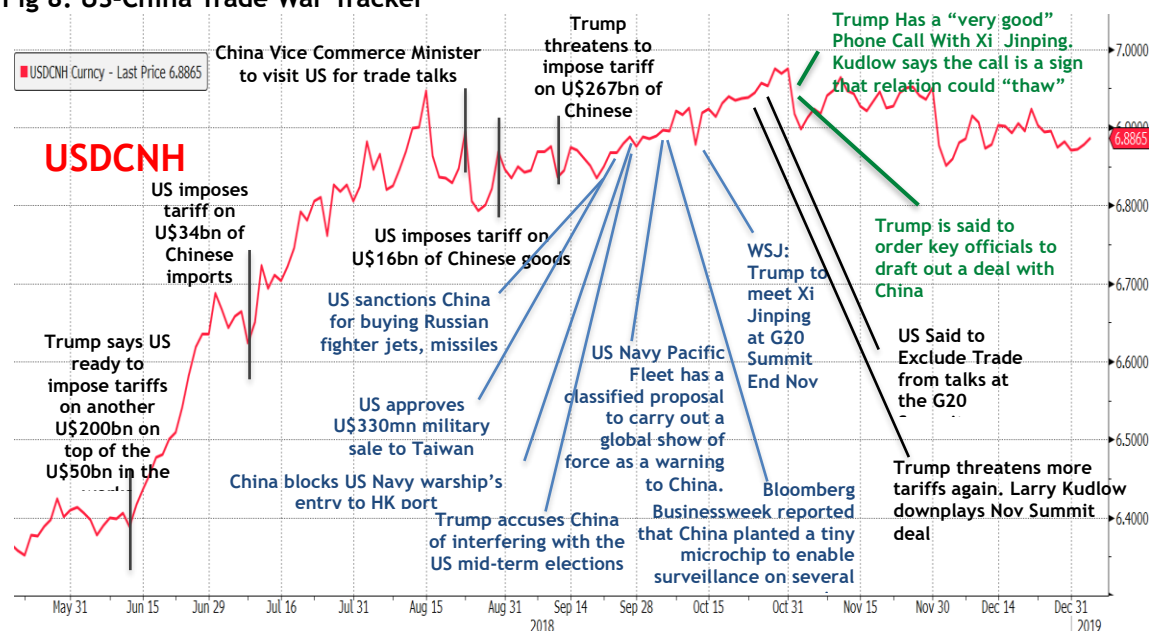 Fig 8: US-China Trade War Tracker
USDCNH Curncy - Last Price 6.8865
USDCNH
China Vice Commerce Minister
to visit US for trade talks
Trump
threatens to
impose tariff
on U$267bn of
Chinese
Trump Has a “very good”
Phone Call With Xi Jinping.
Kudlow says the call is a sign
that relation could “thaw”
US imposes
tariff on
U$34bn of
Chinese
imports
US imposes tariff on
U$16bn of Chinese goods
Trump says US
ready to
impose tariffs
on another
U$200bn on
top of the
U$50bn in the
US sanctions China
for buying Russian
fighter jets, missiles
US approves
U$330mn military
sale to Taiwan
China blocks US Navy warship’s
entry to HK port
Trump accuses China
of interfering with the
US mid-term elections
US Navy Pacific
Fleet has a
classified proposal
to carry out a
global show of
force as a warning
to China.
Bloomberg
Businessweek reported
that China planted a tiny
microchip to enable
surveillance on several
WSJ:
Trump to
meet Xi
Jinping
at G20
Summit
End Nov
Trump is said to
order key officials to
draft out a deal with
China
US Said to
Exclude Trade
from talks at
the G20
Trump threatens more
tariffs again. Larry Kudlow
downplays Nov Summit
deal
7.0000
6.9000
6.8865
6.8000
6.7000
6.6000
6.5000
6.4000
May 31 Jun 15 Jun 29 Jul 16 Jul 31 Aug 15 Aug 31 Sep 14 Sep 28 Oct 15 Oct 31 Nov 15 Nov 30 Dec 14 Dec 31
2018 2019